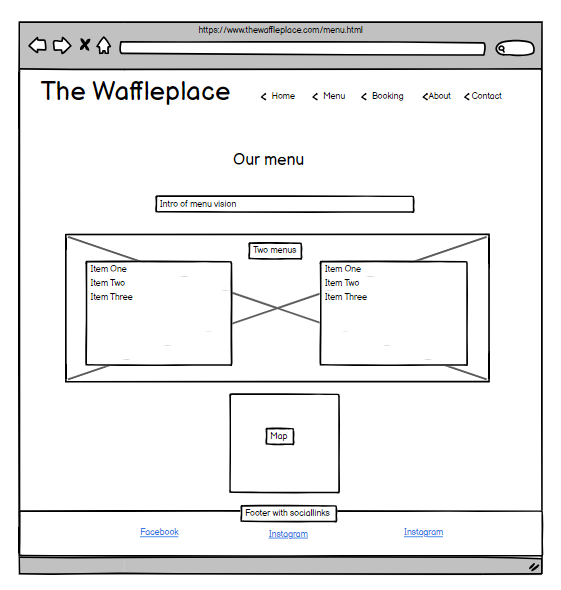 https://www.thewaffleplace.com/menu.html
The Waffleplace
< Home < Menu < Booking <About < Contact
Our menu
Intro of menu vision
Two menus
Item One
Item Two
Item Three
Item One
Item Two
Item Three
Map
Footer with sociallinks
Facebook Instagram Instagram